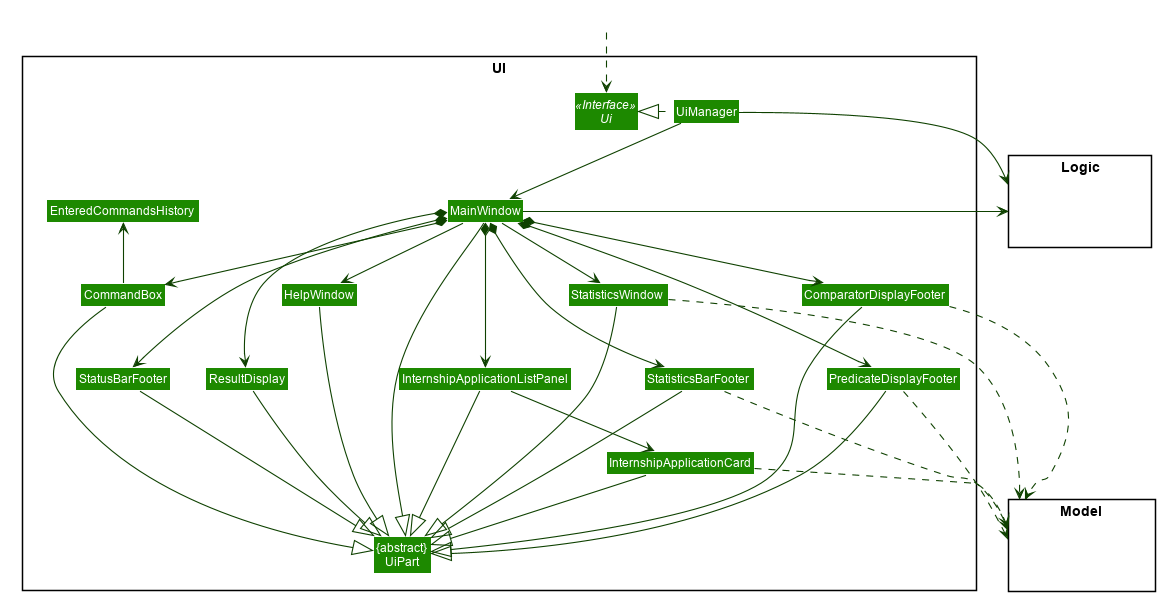 UI
«Interface»
Ui
UiManager
Logic
EnteredCommandsHistory
MainWindow
CommandBox
HelpWindow
StatisticsWindow
ComparatorDisplayFooter
StatusBarFooter
ResultDisplay
InternshipApplicationListPanel
StatisticsBarFooter
PredicateDisplayFooter
InternshipApplicationCard
Model
{abstract}
UiPart